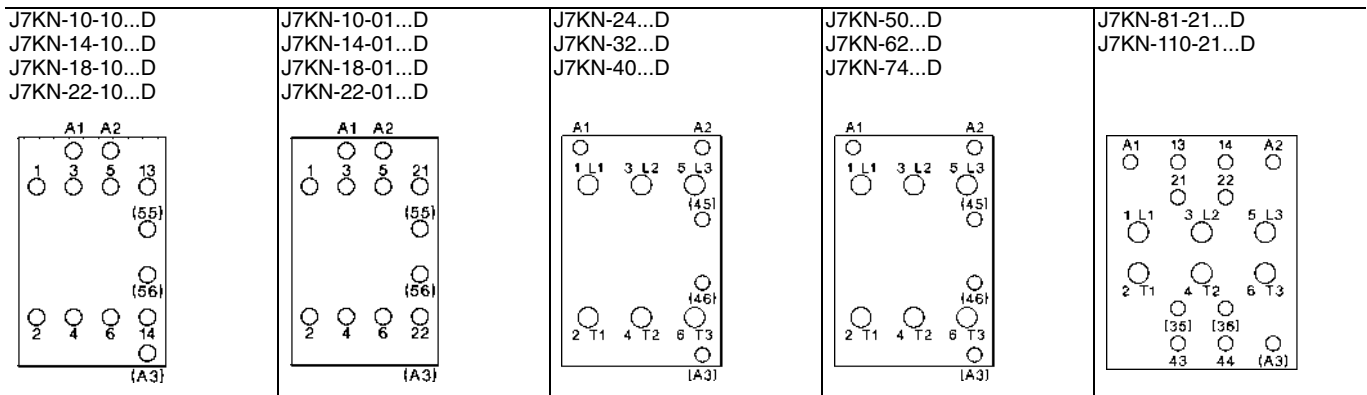 J7KN-10-10...D
J7KN-14-10...D
J7KN-18-10...D
J7KN-22-10...D
A1 A2
1 3 5 13
(55)
(56)
2 4 6 14
(A3)
J7KN-10-01...D
J7KN-14-01...D
J7KN-18-01...D
J7KN-22-01...D
A1 A2
1 3 5 21
(55)
(56)
2 4 6 22
(A3)
J7KN-24...D
J7KN-32...D
J7KN-40...D
A1 A2
1 L1 3 L2 5 L3
(45)
(46)
2 T1 4 T2 6 T3
(A3)
J7KN-50...D
J7KN-62...D
J7KN-74...D
A1 A2
1 L1 3 L2 5 L3
(45)
(46)
2 T1 4 T2 6 T3
(A3)
J7KN-81-21...D
J7KN-110-21...D
A1 13 14 A2
21 22
1 L1 3 L2 5 L3
2 T1 4 T2 6 T3
[35] [36]
43 44 (A3)